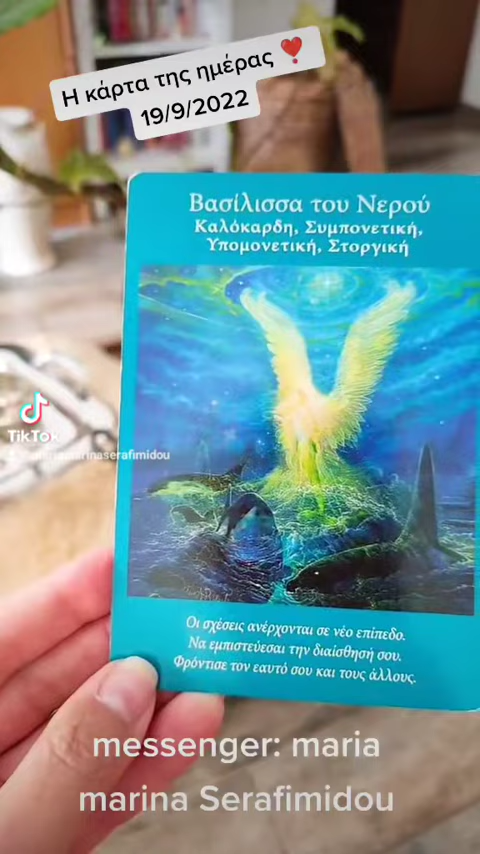 Η κάρτα της ημέρας ❣️
19/9/2022
Βασίλισσα του Νερού
Καλόκαρδη, Συμπονετική,
Υπομονετική, Στοργική
TikTok
Οι σχέσεις ανέρχονται σε νέο επίπεδο.
Να εμπιστεύεσαι την διαίσθησή σου.
Φρόντισε τον εαυτό σου και τους άλλους.
messenger: maria
marina Serafimidou